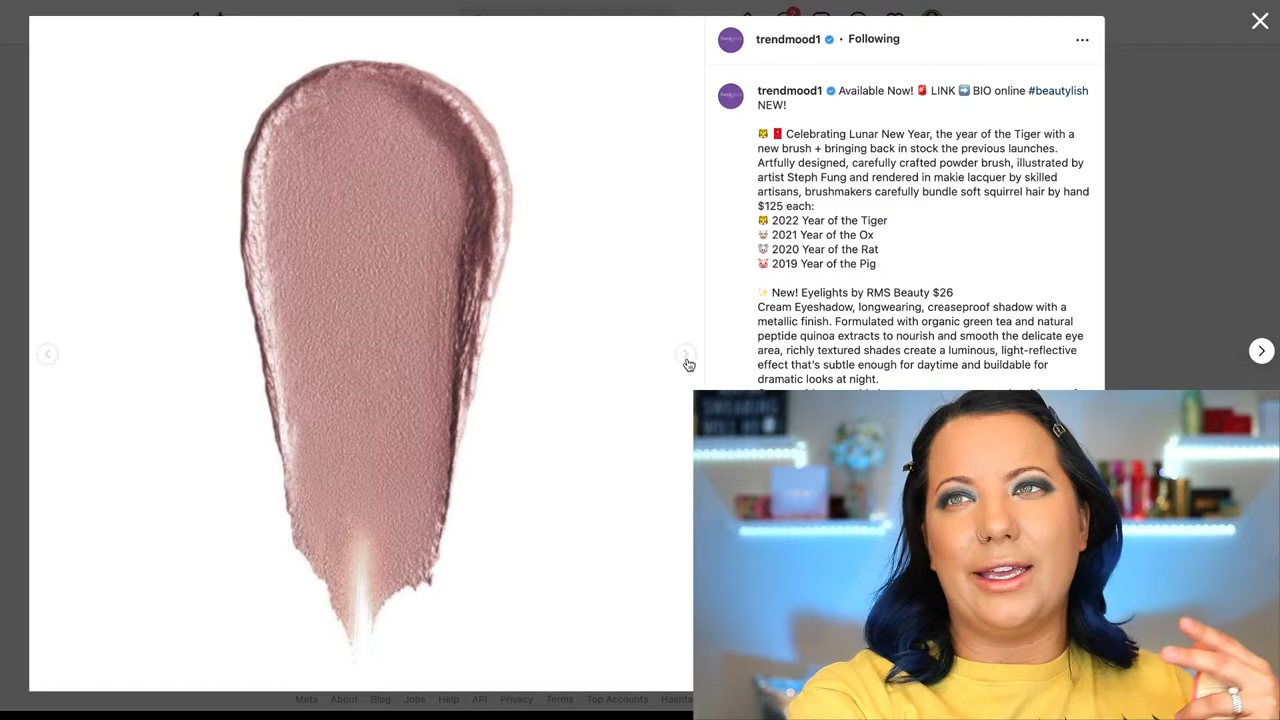 trendmood1 • Following
trendmood1 Available Now! 🚨 LINK ➡️ BIO online #beautylish
NEW!
🐯 🧧 Celebrating Lunar New Year, the year of the Tiger with a
new brush + bringing back in stock the previous launches.
Artfully designed, carefully crafted powder brush, illustrated by
artist Steph Fung and rendered in makie lacquer by skilled
artisans, brushmakers carefully bundle soft squirrel hair by hand
$125 each:
🐯 2022 Year of the Tiger
🐮 2021 Year of the Ox
🐭 2020 Year of the Rat
🐷 2019 Year of the Pig
✨ New! Eyelights by RMS Beauty $26
Cream Eyeshadow, longwearing, creaseproof shadow with a
metallic finish. Formulated with organic green tea and natural
peptide quinoa extracts to nourish and smooth the delicate eye
area, richly textured shades create a luminous, light-reflective
effect that's subtle enough for daytime and buildable for
dramatic looks at night.
Meta About Blog Jobs Help API Privacy Terms Top Accounts Hashta